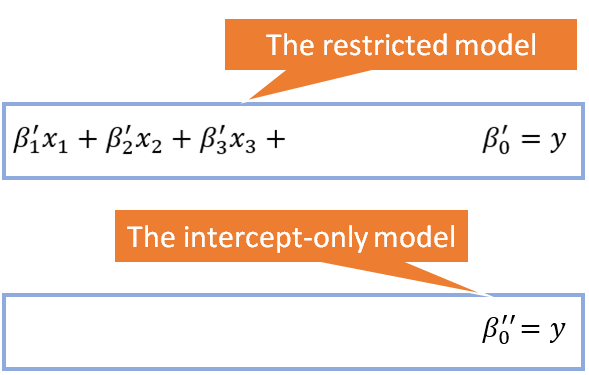 The restricted model
β′₁x₁ + β′₂x₂ + β′₃x₃ + β′₀ = y
The intercept-only model
β″₀ = y